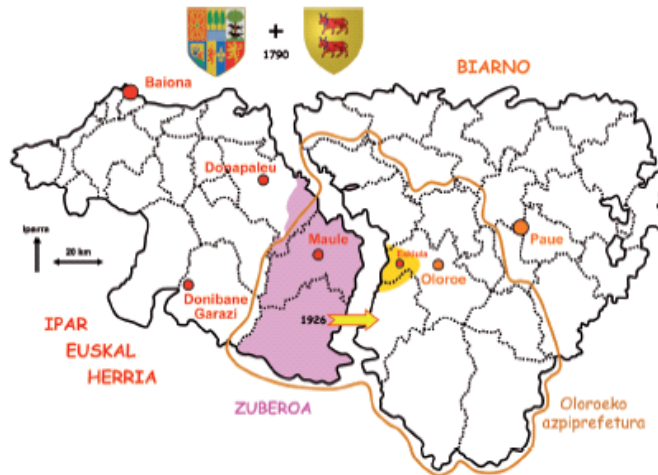 +
1790
BIARNO
Baiona
Donapaleu
Iparra
20 km
Maule
Eskiula
Oloroe
Paue
Donibane
Garazi
1926
IPAR
EUSKAL
HERRIA
ZUBEROA
Oloroeko
azpiprefetura